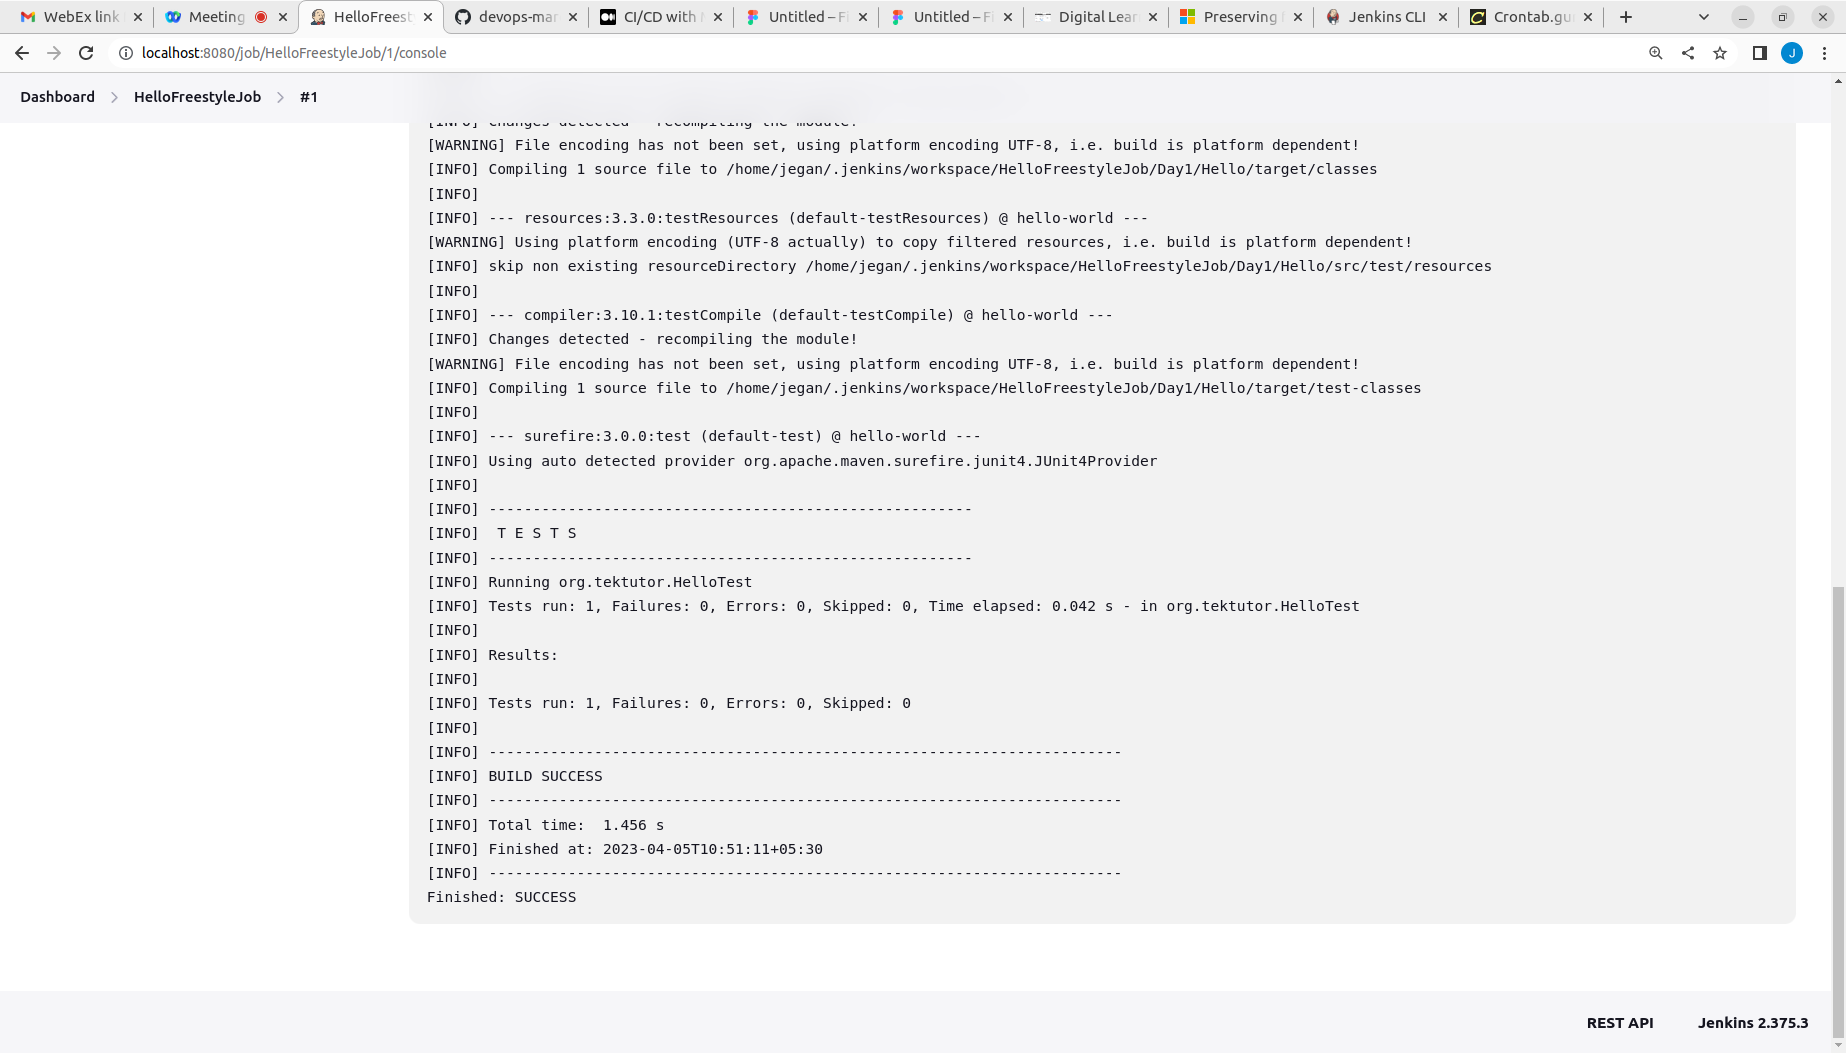 WebEx link
Meeting
HelloFreest
devops-mar
CI/CD with
Untitled – Fi
Untitled – Fi
Digital Lear
Preserving
Jenkins CLI
Crontab.gu
localhost:8080/job/HelloFreestyleJob/1/console
J
Dashboard HelloFreestyleJob #1
[INFO] Changes detected - recompiling the module!
[WARNING] File encoding has not been set, using platform encoding UTF-8, i.e. build is platform dependent!
[INFO] Compiling 1 source file to /home/jegan/.jenkins/workspace/HelloFreestyleJob/Day1/Hello/target/classes
[INFO]
[INFO] --- resources:3.3.0:testResources (default-testResources) @ hello-world ---
[WARNING] Using platform encoding (UTF-8 actually) to copy filtered resources, i.e. build is platform dependent!
[INFO] skip non existing resourceDirectory /home/jegan/.jenkins/workspace/HelloFreestyleJob/Day1/Hello/src/test/resources
[INFO]
[INFO] --- compiler:3.10.1:testCompile (default-testCompile) @ hello-world ---
[INFO] Changes detected - recompiling the module!
[WARNING] File encoding has not been set, using platform encoding UTF-8, i.e. build is platform dependent!
[INFO] Compiling 1 source file to /home/jegan/.jenkins/workspace/HelloFreestyleJob/Day1/Hello/target/test-classes
[INFO]
[INFO] --- surefire:3.0.0:test (default-test) @ hello-world ---
[INFO] Using auto detected provider org.apache.maven.surefire.junit4.JUnit4Provider
[INFO]
[INFO] -------------------------------------------------------
[INFO]  T E S T S
[INFO] -------------------------------------------------------
[INFO] Running org.tektutor.HelloTest
[INFO] Tests run: 1, Failures: 0, Errors: 0, Skipped: 0, Time elapsed: 0.042 s - in org.tektutor.HelloTest
[INFO]
[INFO] Results:
[INFO]
[INFO] Tests run: 1, Failures: 0, Errors: 0, Skipped: 0
[INFO]
[INFO] ------------------------------------------------------------------------
[INFO] BUILD SUCCESS
[INFO] ------------------------------------------------------------------------
[INFO] Total time:  1.456 s
[INFO] Finished at: 2023-04-05T10:51:11+05:30
[INFO] ------------------------------------------------------------------------
Finished: SUCCESS
REST API
Jenkins 2.375.3